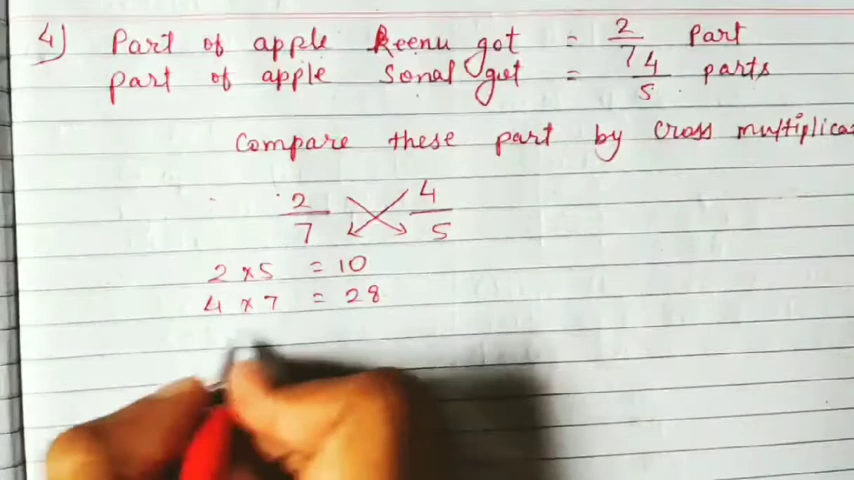 4) Part of apple Reenu got = 2/7 Part
part of apple Sonal got = 4/5 parts
Compare these part by cross multiplica
2/7 4/5
2 × 5 = 10
4 × 7 = 28